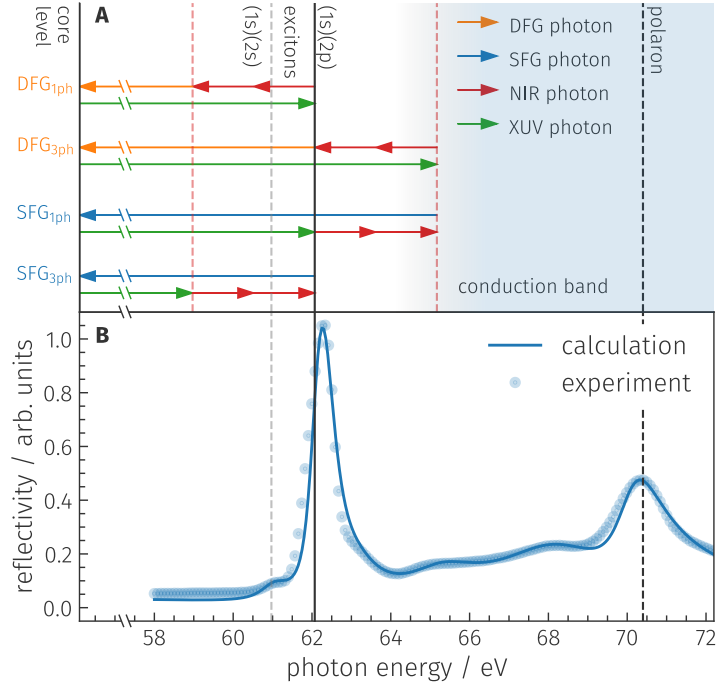 A
core
level
(1s)(2s)
excitons
(1s)(2p)
polaron
DFG photon
SFG photon
NIR photon
XUV photon
DFG1ph
DFG3ph
SFG1ph
SFG3ph
conduction band
B
calculation
experiment
reflectivity / arb. units
1.0
0.8
0.6
0.4
0.2
0.0
58 60 62 64 66 68 70 72
photon energy / eV